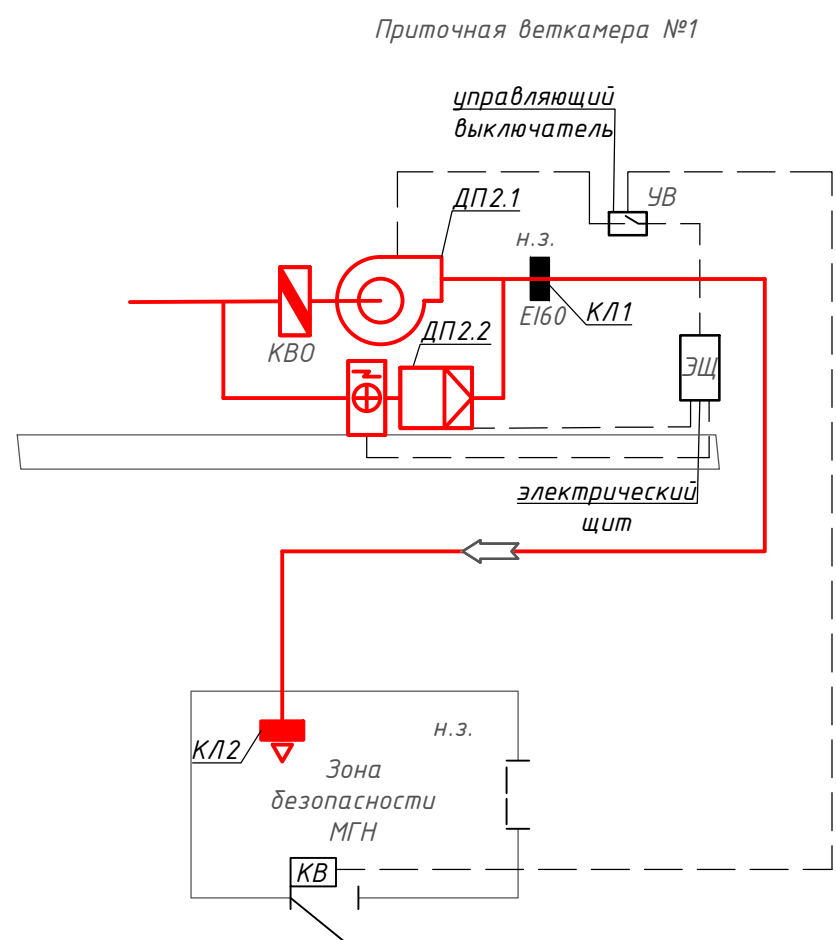 Приточная веткамера №1
управляющий
выключатель
ДП2.1
УВ
н.з.
КВО
EI60
КЛ1
ДП2.2
ЭЩ
электрический
щит
н.з.
КЛ2
Зона
безопасности
МГН
КВ